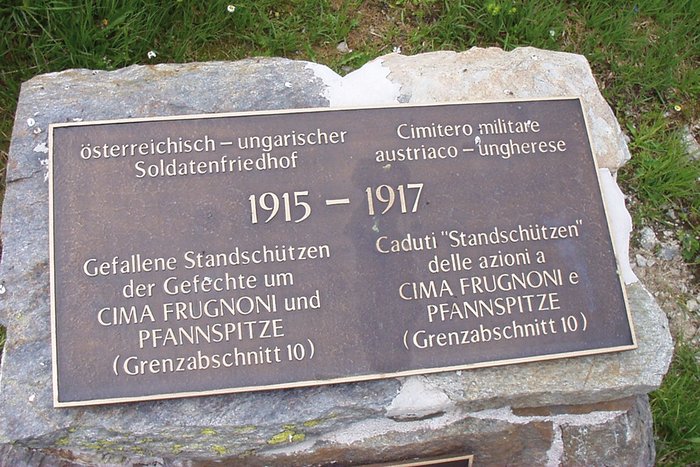 österreichisch – ungarischer
Soldatenfriedhof
Cimitero militare
austriaco – ungherese
1915 – 1917
Gefallene Standschützen
der Gefechte um
CIMA FRUGNONI und
PFANNSPITZE
(Grenzabschnitt 10)
Caduti "Standschützen"
delle azioni a
CIMA FRUGNONI e
PFANNSPITZE
(Grenzabschnitt 10)